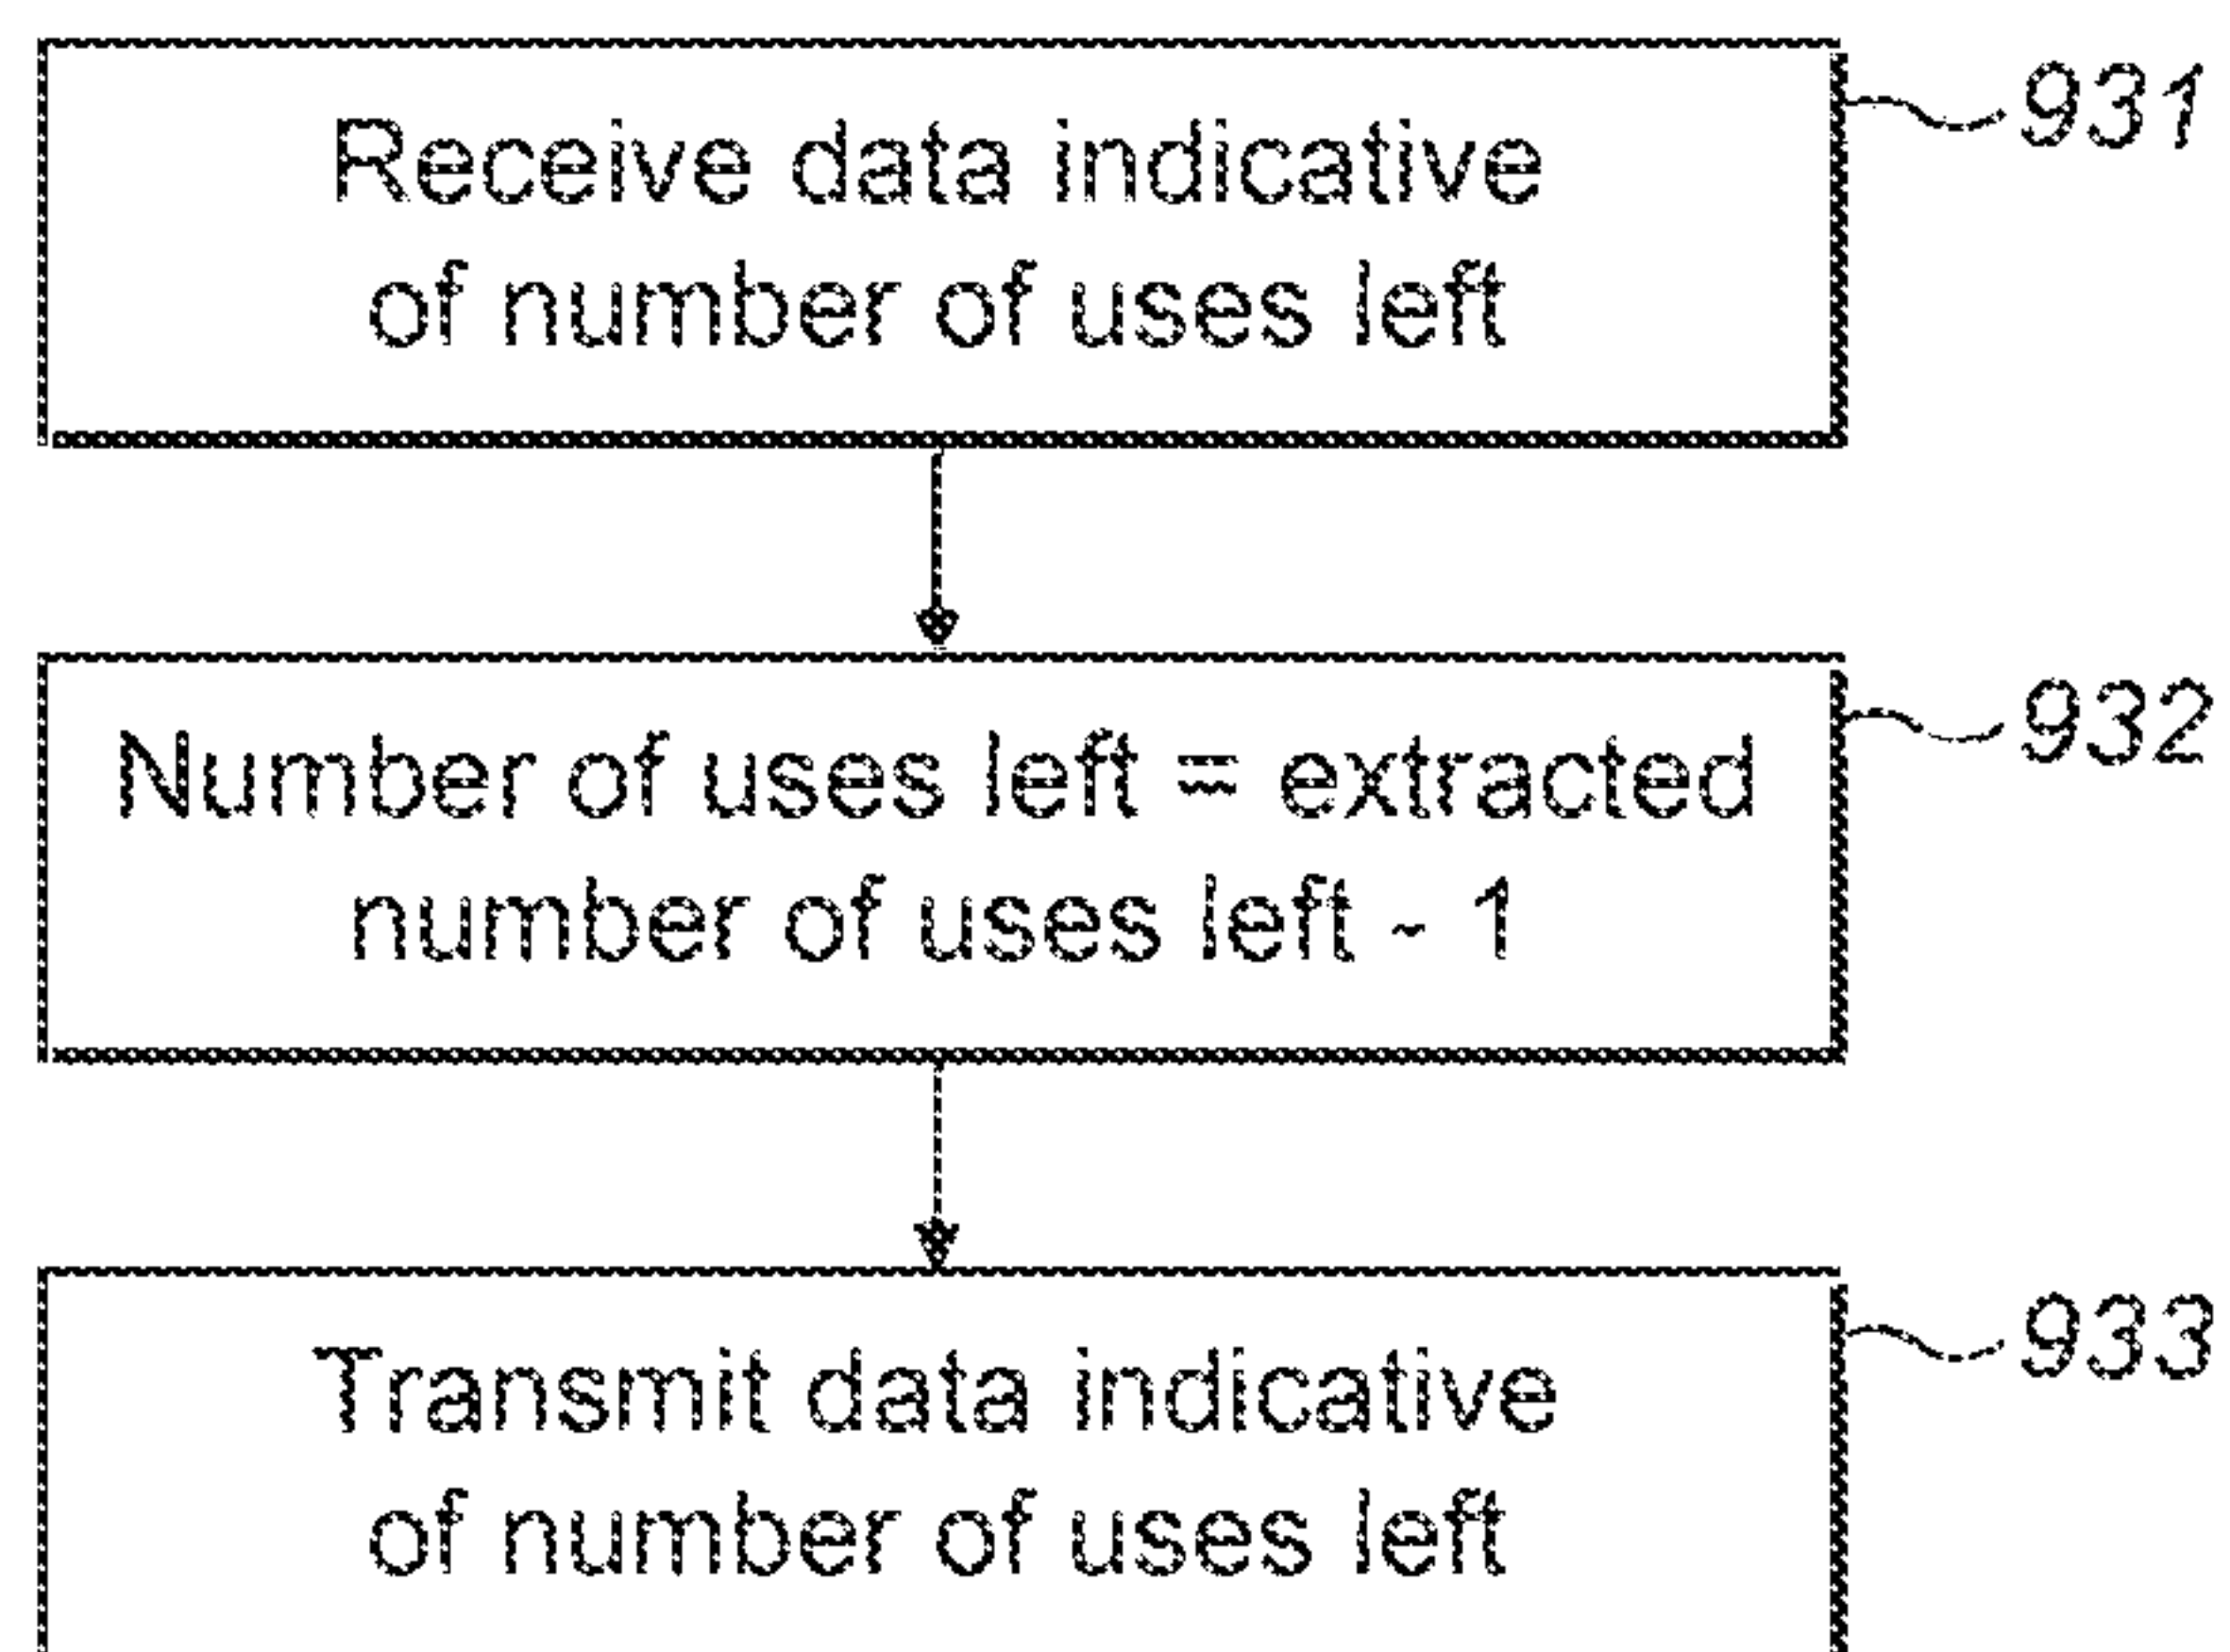 Receive data indicative
of number of uses left
931
Number of uses left = extracted
number of uses left - 1
932
Transmit data indicative
of number of uses left
933